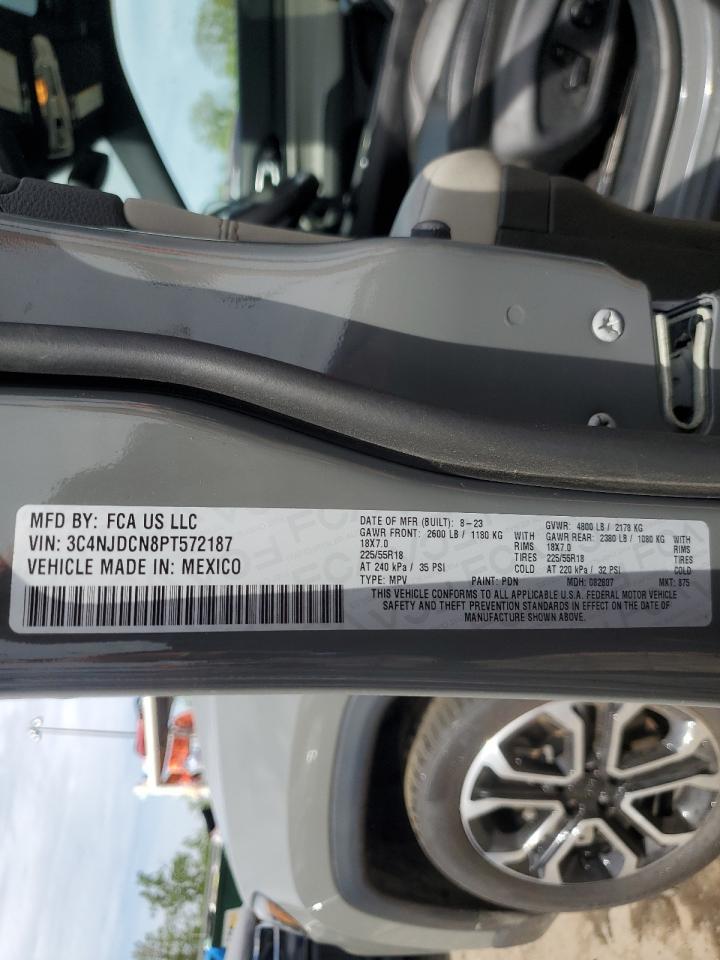 MFD BY: FCA US LLC
VIN: 3C4NJDCN8PT572187
VEHICLE MADE IN: MEXICO
DATE OF MFR (BUILT): 8-23
GAWR FRONT: 2600 LB / 1180 KG WITH
18X7.0 RIMS
225/55R18 TIRES
AT 240 kPa / 35 PSI COLD
TYPE: MPV PAINT: PDN
GVWR: 4800 LB / 2178 KG
GAWR REAR: 2380 LB / 1080 KG WITH
18X7.0 RIMS
225/55R18 TIRES
AT 220 kPa / 32 PSI COLD
MDH: 082807 MKT: 875
THIS VEHICLE CONFORMS TO ALL APPLICABLE U.S.A. FEDERAL MOTOR VEHICLE
SAFETY AND THEFT PREVENTION STANDARDS IN EFFECT ON THE DATE OF
MANUFACTURE SHOWN ABOVE.